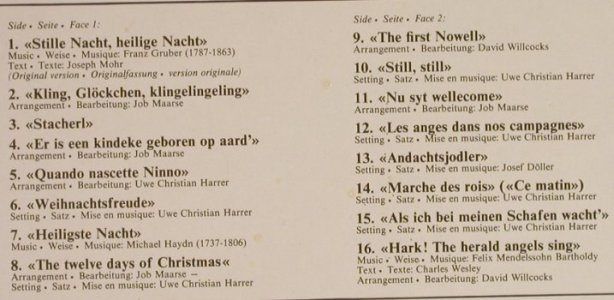 Side • Seite • Face 1:
1. «Stille Nacht, heilige Nacht»
Music • Weise • Musique: Franz Gruber (1787-1863)
Text • Texte: Joseph Mohr
(Original version • Originalfassung • version originale)
2. «Kling, Glöckchen, klingelingeling»
Arrangement • Bearbeitung: Job Maarse
3. «Stacherl»
4. «Er is een kindeke geboren op aard'»
Arrangement • Bearbeitung: Job Maarse
5. «Quando nascette Ninno»
Arrangement • Bearbeitung: Uwe Christian Harrer
6. «Weihnachtsfreude»
Setting • Satz • Mise en musique: Uwe Christian Harrer
7. «Heiligste Nacht»
Music • Weise • Musique: Michael Haydn (1737-1806)
8. «The twelve days of Christmas«
Arrangement • Bearbeitung: Job Maarse —
Setting • Satz • Mise en musique: Uwe Christian Harrer
Side • Seite • Face 2:
9. «The first Nowell»
Arrangement • Bearbeitung: David Willcocks
10. «Still, still»
Setting • Satz • Mise en musique: Uwe Christian Harrer
11. «Nu syt wellecome»
Arrangement • Bearbeitung: Job Maarse
12. «Les anges dans nos campagnes»
Setting • Satz • Mise en musique: Uwe Christian Harrer
13. «Andachtsjodler»
Setting • Satz • Mise en musique: Josef Döller
14. «Marche des rois» («Ce matin»)
Setting • Satz • Mise en musique: Uwe Christian Harrer
15. «Als ich bei meinen Schafen wacht'»
Setting • Satz • Mise en musique: Uwe Christian Harrer
16. «Hark! The herald angels sing»
Music • Weise • Musique: Felix Mendelssohn Bartholdy
Text • Texte: Charles Wesley
Arrangement • Bearbeitung: David Willcocks